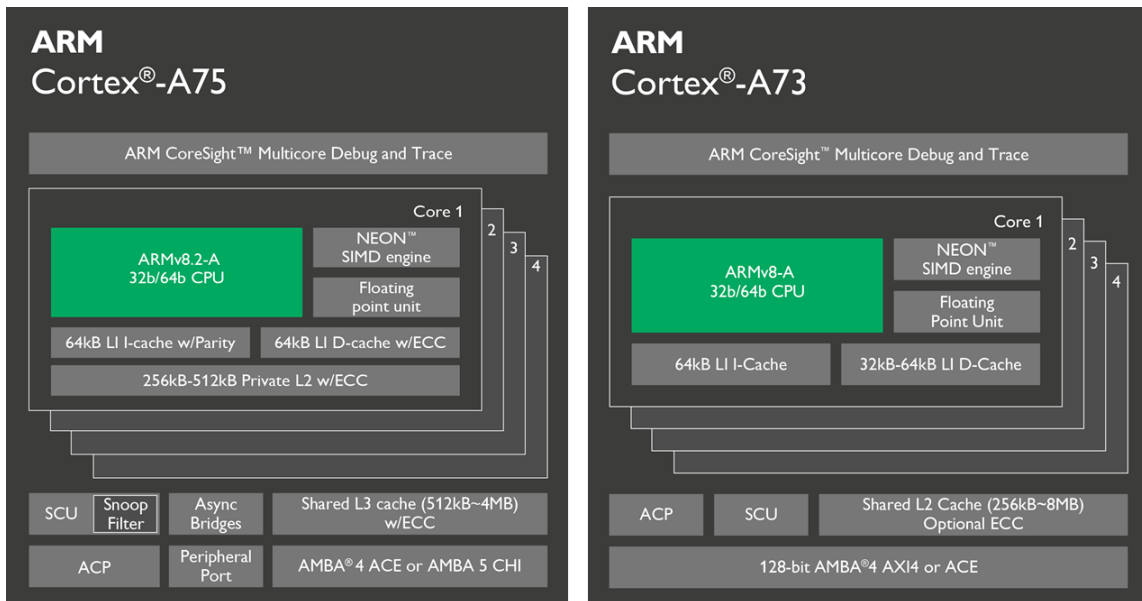 ARM
Cortex®-A75
ARM CoreSight™ Multicore Debug and Trace
Core 1
2
3
4
ARMv8.2-A
32b/64b CPU
NEON™
SIMD engine
Floating
point unit
64kB LI I-cache w/Parity
64kB LI D-cache w/ECC
256kB-512kB Private L2 w/ECC
SCU
Snoop
Filter
Async
Bridges
Shared L3 cache (512kB~4MB)
w/ECC
ACP
Peripheral
Port
AMBA®4 ACE or AMBA 5 CHI
ARM
Cortex®-A73
ARM CoreSight™ Multicore Debug and Trace
Core 1
2
3
4
ARMv8-A
32b/64b CPU
NEON™
SIMD engine
Floating
Point Unit
64kB LI I-Cache
32kB-64kB LI D-Cache
ACP
SCU
Shared L2 Cache (256kB~8MB)
Optional ECC
128-bit AMBA®4 AXI4 or ACE